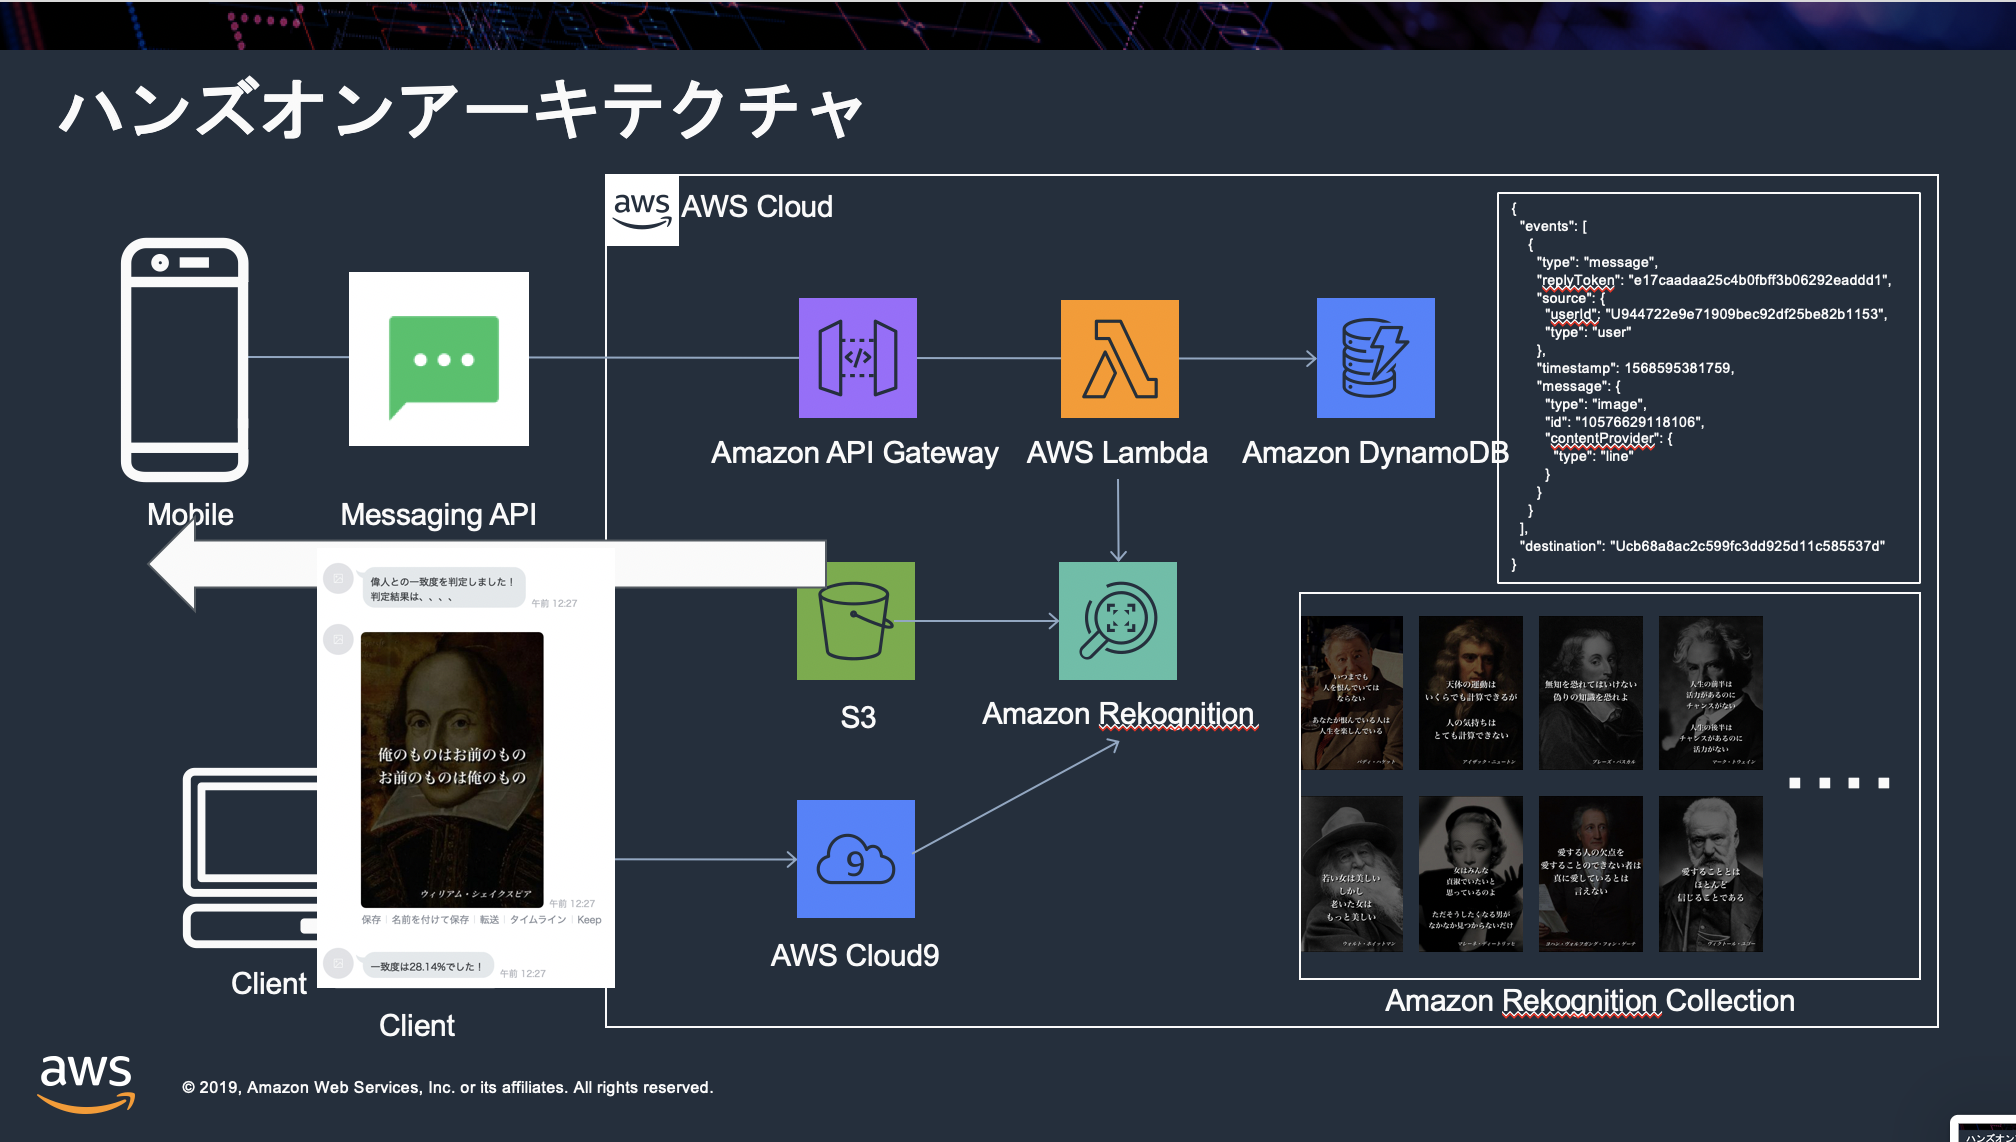 ハンズオンアーキテクチャ
aws
AWS Cloud
{
"events": [
{
"type": "message",
"replyToken": "e17caadaa25c4b0fbff3b06292eaddd1",
"source": {
"userId": "U944722e9e71909bec92df25be82b1153",
"type": "user"
},
"timestamp": 1568595381759,
"message": {
"type": "image",
"id": "10576629118106",
"contentProvider": {
"type": "line"
}
}
}
],
"destination": "Ucb68a8ac2c599fc3dd925d11c585537d"
}
</>
Amazon API Gateway
AWS Lambda
Amazon DynamoDB
Mobile
Messaging API
偉人との一致度を判定しました！
判定結果は、、、、
午前 12:27
俺のものはお前のもの
お前のものは俺のもの
ウィリアム・シェイクスピア
午前 12:27
保存 | 名前を付けて保存 | 転送 | タイムライン | Keep
一致度は28.14%でした！
午前 12:27
S3
Amazon Rekognition
9
AWS Cloud9
Client
Client
いつまでも
人を恨んでいては
ならない
あなたが恨んでいる人は
人生を楽しんでいる
バディ・ハケット
天体の運動は
いくらでも計算できるが
人の気持ちは
とても計算できない
アイザック・ニュートン
無知を恐れてはいけない
偽りの知識を恐れよ
ブレーズ・パスカル
人生の前半は
活力があるのに
チャンスがない
人生の後半は
チャンスがあるのに
活力がない
マーク・トウェイン
若い女は美しい
しかし
老いた女は
もっと美しい
ウォルト・ホイットマン
女はみんな
貞淑でいたいと
思っているのよ
ただそうしたくなる男が
なかなか見つからないだけ
マレーネ・ディートリッヒ
愛する人の欠点を
愛することのできない者は
真に愛しているとは
言えない
ヨハン・ヴォルフガング・フォン・ゲーテ
愛することとは
ほとんど
信じることである
ヴィクトール・ユゴー
Amazon Rekognition Collection
aws
© 2019, Amazon Web Services, Inc. or its affiliates. All rights reserved.
ハンズオン